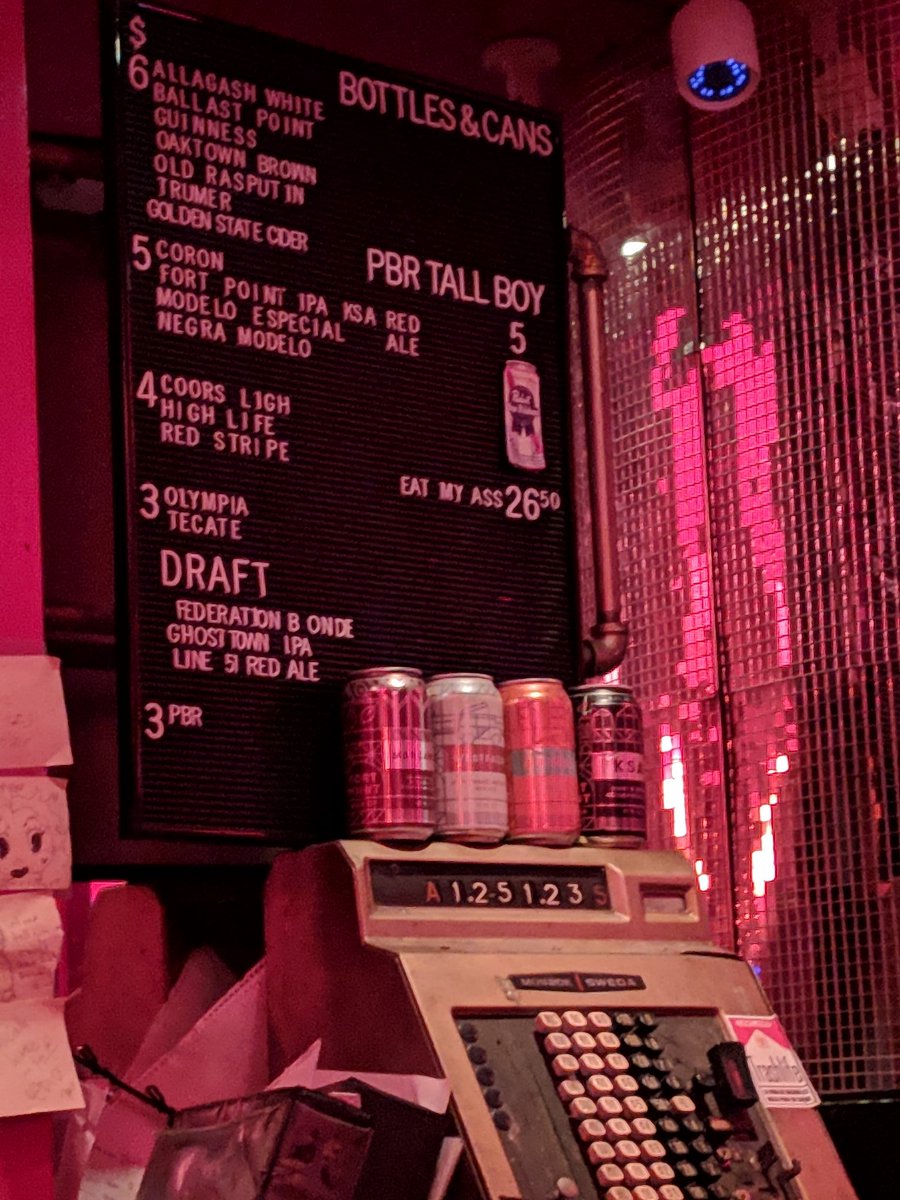 $
BOTTLES & CANS
6 ALLAGASH WHITE
BALLAST POINT
GUINNESS
OAKTOWN BROWN
OLD RASPUTIN
TRUMER
GOLDEN STATE CIDER
5 CORON
FORT POINT IPA KSA RED
MODELO ESPECIAL ALE
NEGRA MODELO
PBR TALL BOY
5
4 COORS LIGH
HIGH LIFE
RED STRIPE
EAT MY ASS 26 50
3 OLYMPIA
TECATE
DRAFT
FEDERATION B ONDE
GHOST TOWN IPA
LINE 51 RED ALE
3 PBR
KSA
A 1.2-5 1.2 3 S
MONROE SWEDA